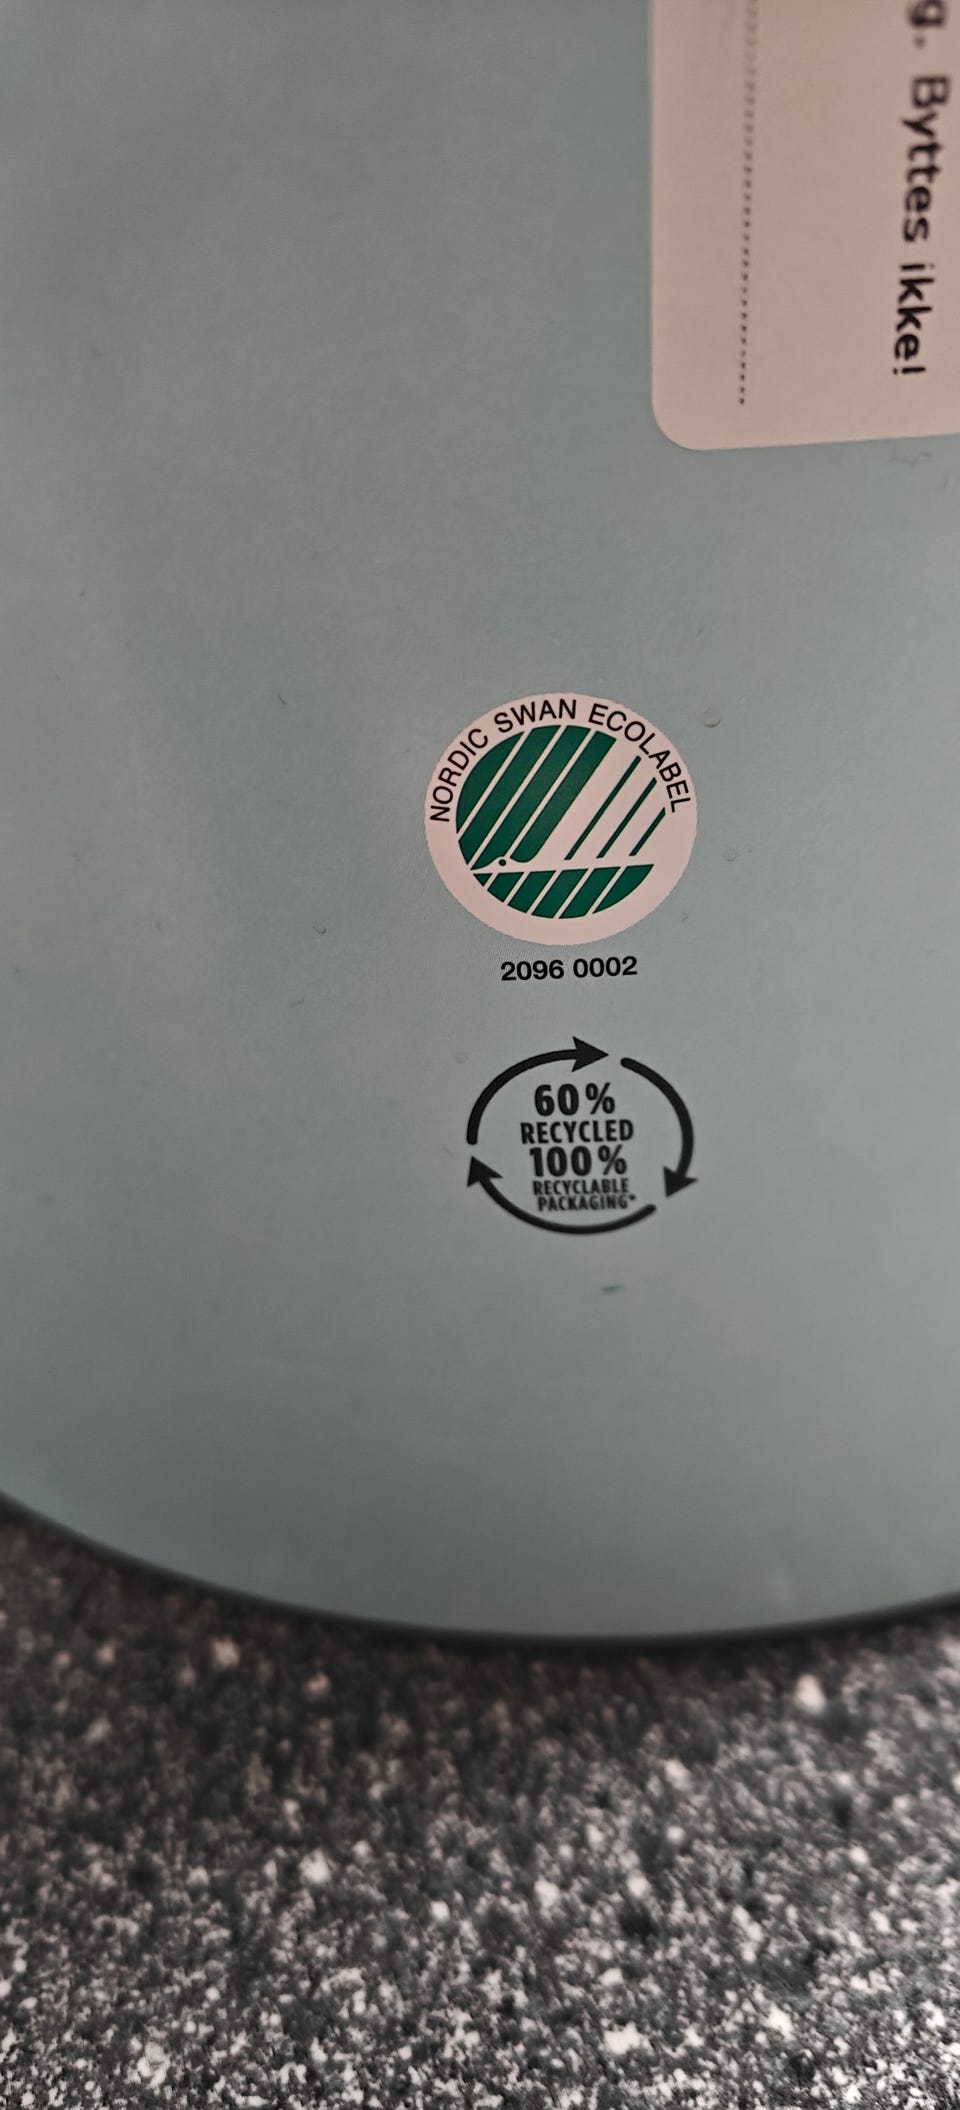 g. Byttes ikke!
NORDIC SWAN ECOLABEL
2096 0002
60%
RECYCLED
100%
RECYCLABLE
PACKAGING*